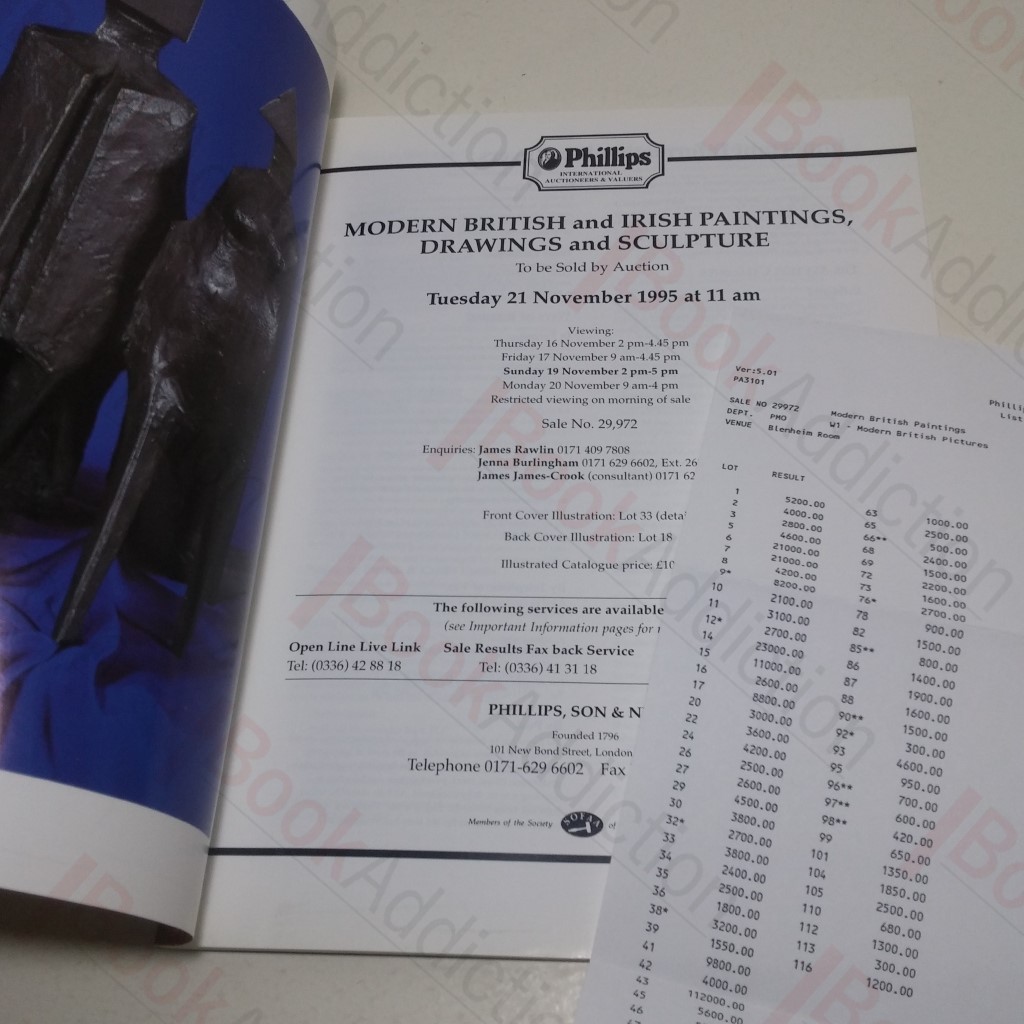 Phillips
INTERNATIONAL
AUCTIONEERS & VALUERS
MODERN BRITISH and IRISH PAINTINGS,
DRAWINGS and SCULPTURE
To be Sold by Auction
Tuesday 21 November 1995 at 11 am
Viewing:
Thursday 16 November 2 pm-4.45 pm
Friday 17 November 9 am-4.45 pm
Sunday 19 November 2 pm-5 pm
Monday 20 November 9 am-4 pm
Restricted viewing on morning of sale
Sale No. 29,972
Enquiries: James Rawlin 0171 409 7808
Jenna Burlingham 0171 629 6602, Ext. 26
James James-Crook (consultant) 0171 62
Front Cover Illustration: Lot 33 (deta
Back Cover Illustration: Lot 18
Illustrated Catalogue price: £10
The following services are available
(see Important Information pages for
Open Line Live Link Sale Results Fax back Service
Tel: (0336) 42 88 18 Tel: (0336) 41 31 18
PHILLIPS, SON & N
Founded 1796
101 New Bond Street, London
Telephone 0171-629 6602 Fax
Members of the Society SOFAA of
Ver:5.01
PA3101 Philli
List
SALE NO 29972 Modern British Paintings
DEPT. PMO W1 - Modern British Pictures
VENUE Blenheim Room
LOT RESULT
1 5200.00 63 1000.00
2 4000.00 65 2500.00
3 2800.00 66** 500.00
5 4600.00 68 2400.00
6 21000.00 69 1500.00
7 21000.00 72 2200.00
8 4200.00 73 1600.00
9* 8200.00 76* 2700.00
10 2100.00 78 900.00
11 3100.00 82 1500.00
12* 2700.00 85** 800.00
14 23000.00 86 1400.00
15 11000.00 87 1900.00
16 2600.00 88 1600.00
17 8800.00 90** 1500.00
20 3000.00 92* 300.00
22 3600.00 93 4600.00
24 4200.00 95 950.00
26 2500.00 96** 700.00
27 2600.00 97** 600.00
29 4500.00 98** 420.00
30 3800.00 99 650.00
32* 2700.00 101 1350.00
33 3800.00 104 1850.00
34 2400.00 105 2500.00
35 2500.00 110 680.00
36 1800.00 112 1300.00
38* 3200.00 113 300.00
39 1550.00 116 1200.00
41 9800.00
42 4000.00
43 112000.00
45 5600.00
46
BookAddiction